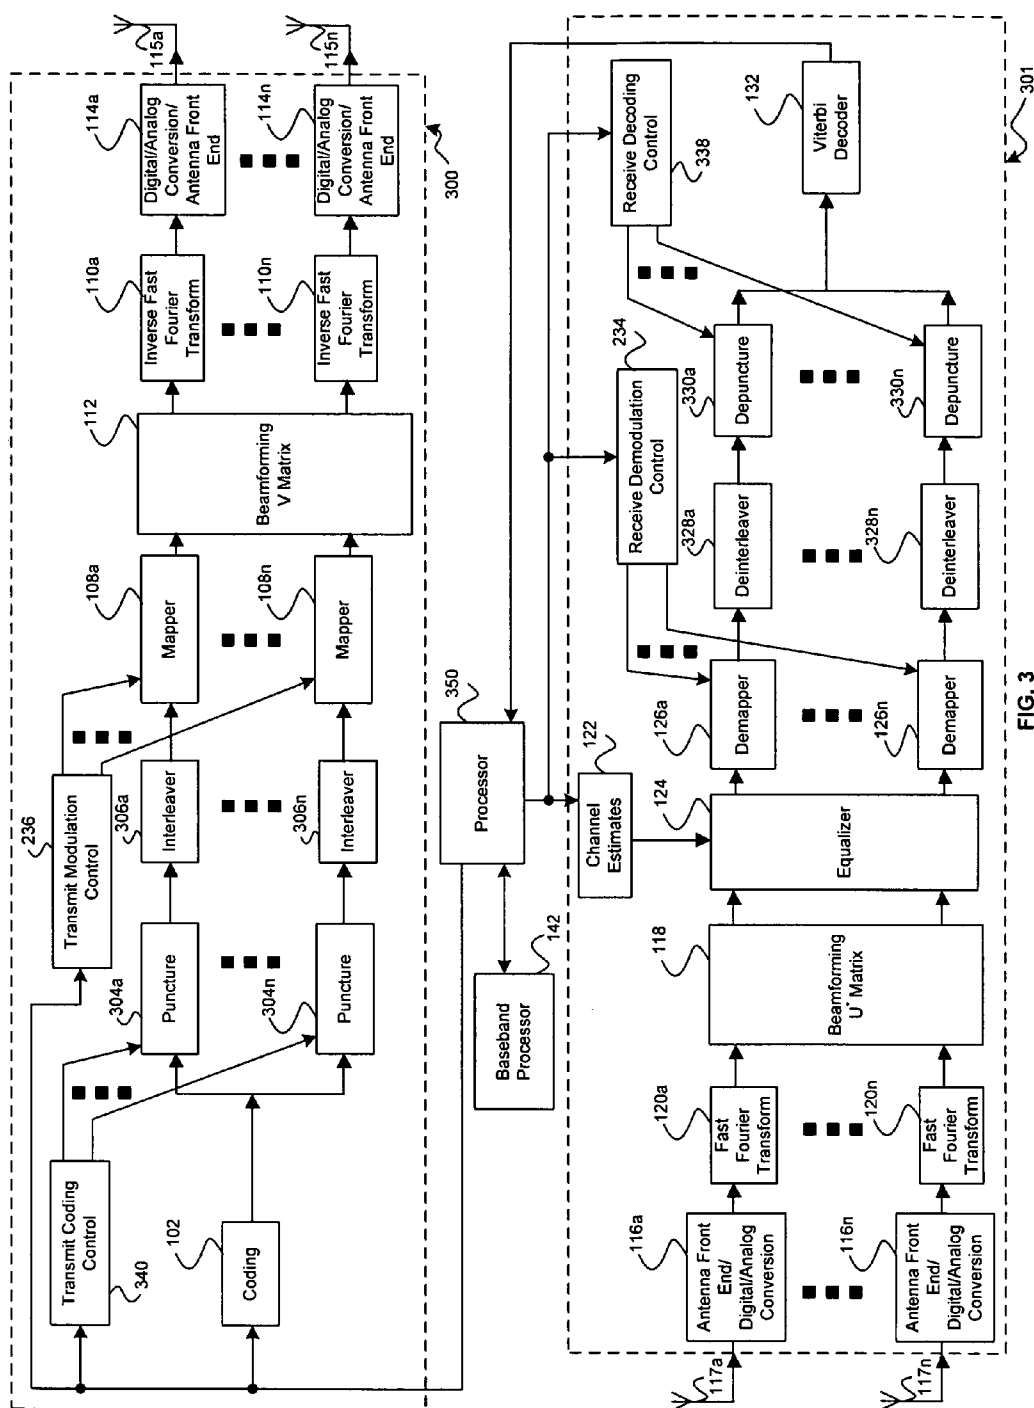 340
Transmit Coding
Control
102
Coding
236
Transmit Modulation
Control
304a
Puncture
304n
Puncture
306a
Interleaver
306n
Interleaver
108a
Mapper
108n
Mapper
112
Beamforming
V Matrix
110a
Inverse Fast
Fourier
Transform
110n
Inverse Fast
Fourier
Transform
114a
Digital/Analog
Conversion/
Antenna Front
End
114n
Digital/Analog
Conversion/
Antenna Front
End
115a
115n
300
142
Baseband
Processor
350
Processor
117a
117n
116a
Antenna Front
End/
Digital/Analog
Conversion
116n
Antenna Front
End/
Digital/Analog
Conversion
120a
Fast
Fourier
Transform
120n
Fast
Fourier
Transform
118
Beamforming
U* Matrix
122
Channel
Estimates
124
Equalizer
126a
Demapper
126n
Demapper
234
Receive Demodulation
Control
328a
Deinterleaver
328n
Deinterleaver
330a
Depuncture
330n
Depuncture
Receive Decoding
Control
338
132
Viterbi
Decoder
301
FIG. 3